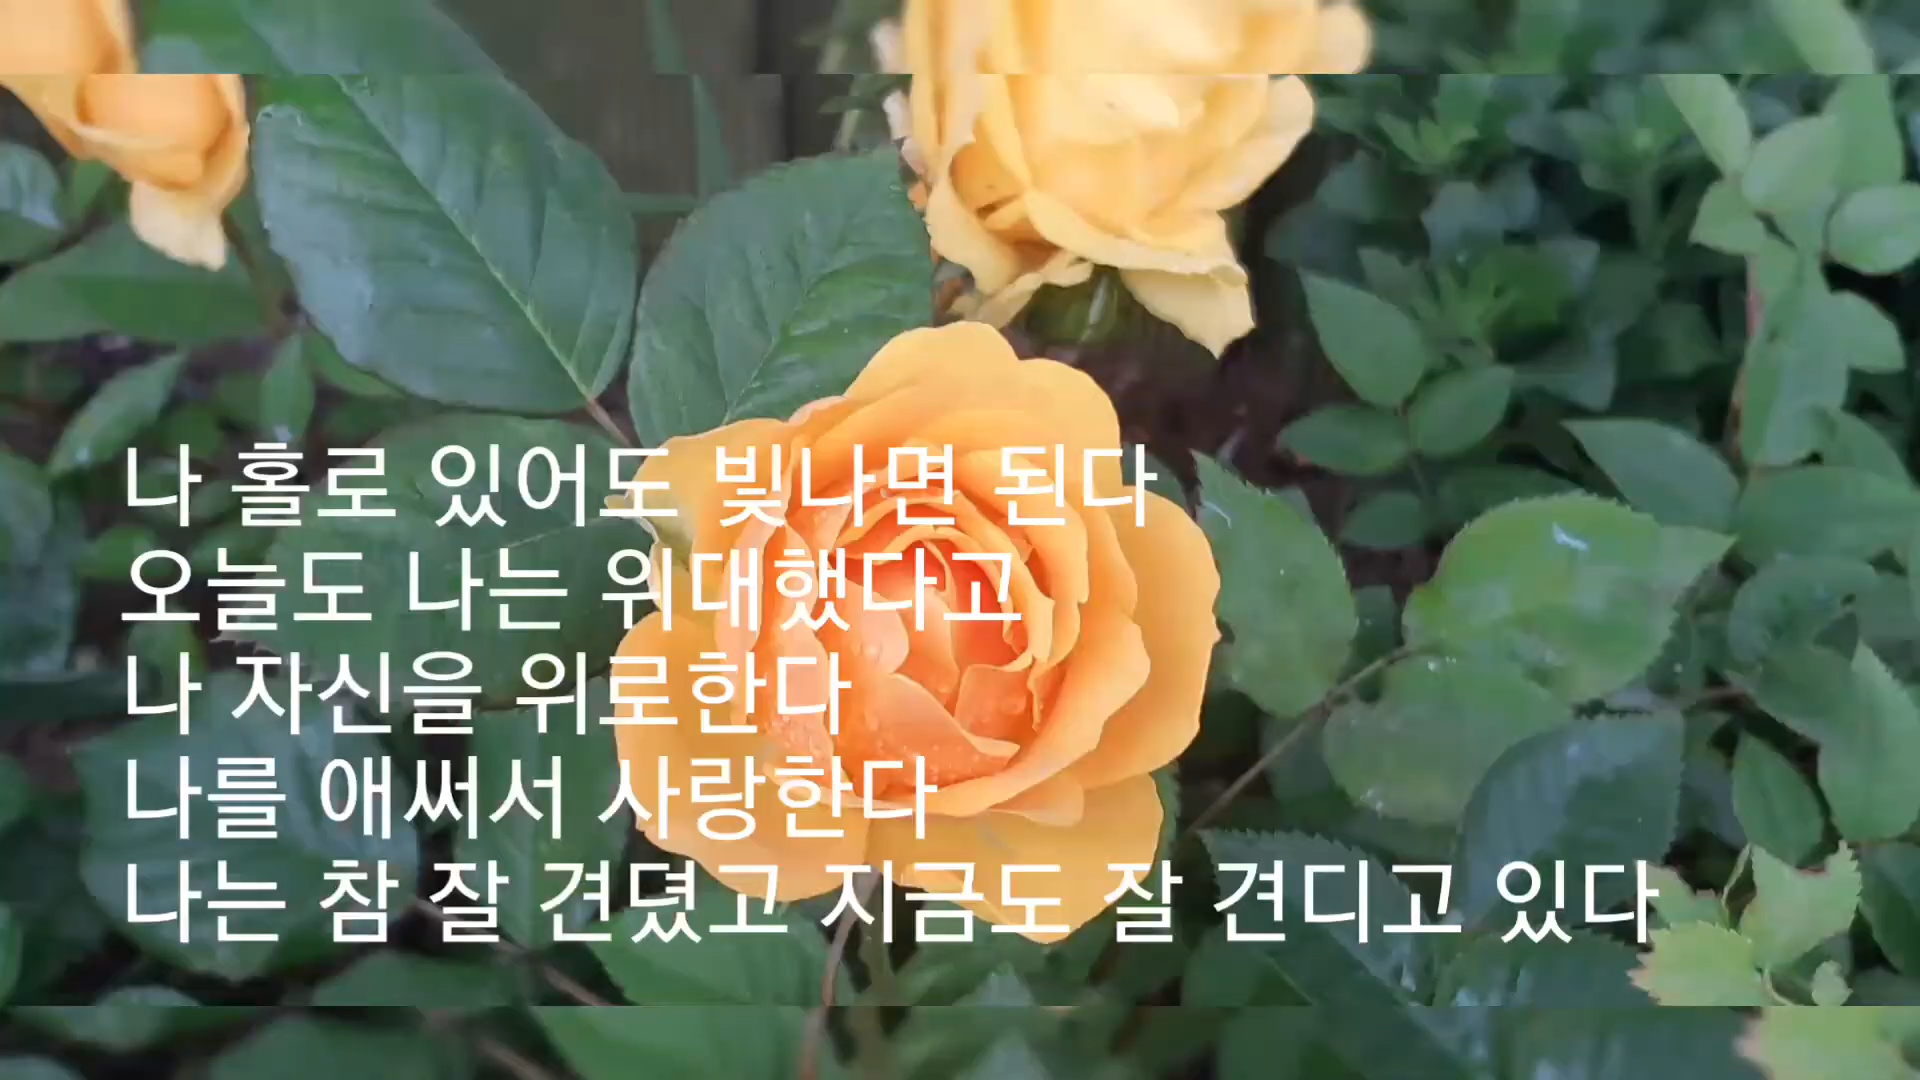 나 홀로 있어도 빛나면 된다
오늘도 나는 위대했다고
나 자신을 위로한다
나를 애써서 사랑한다
나는 참 잘 견뎠고 지금도 잘 견디고 있다